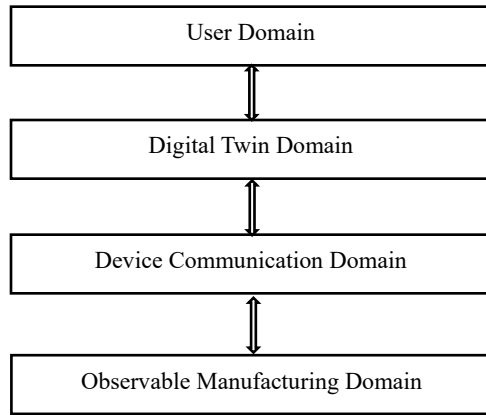 User Domain
Digital Twin Domain
Device Communication Domain
Observable Manufacturing Domain